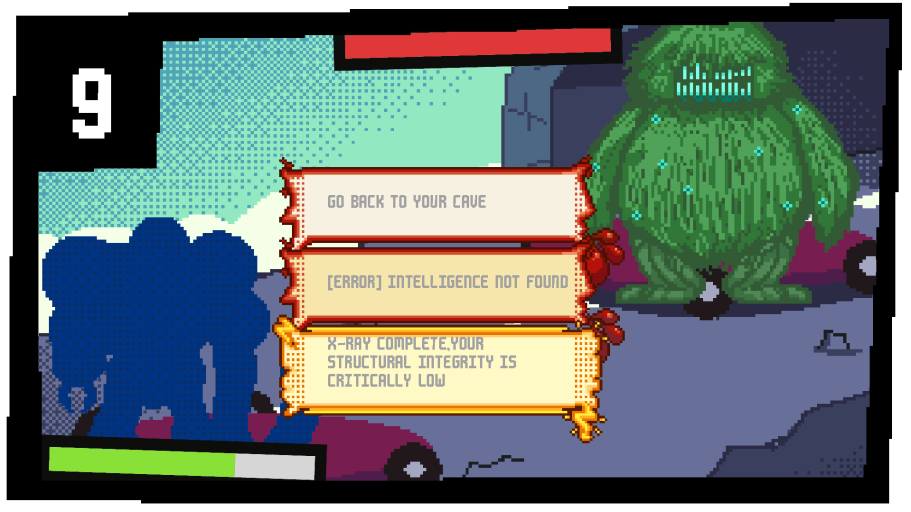 9
GO BACK TO YOUR CAVE
[ERROR] INTELLIGENCE NOT FOUND
X-RAY COMPLETE,YOUR
STRUCTURAL INTEGRITY IS
CRITICALLY LOW